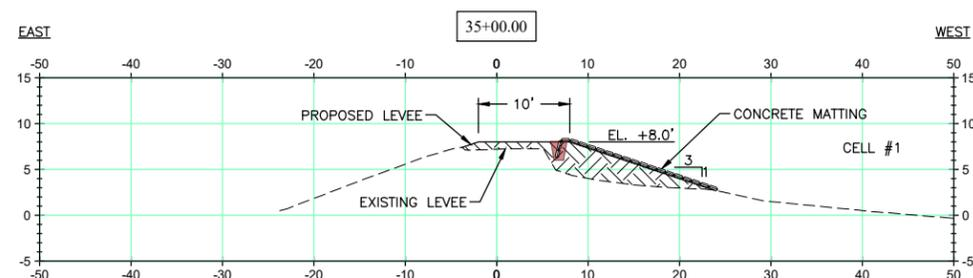 35+00.00
EAST
WEST
-50 -40 -30 -20 -10 0 10 20 30 40 50
15 15
10 10
5 5
0 0
-5 -5
PROPOSED LEVEE
10'
CONCRETE MATTING
EL. +8.0'
CELL #1
3
1
EXISTING LEVEE
-50 -40 -30 -20 -10 0 10 20 30 40 50